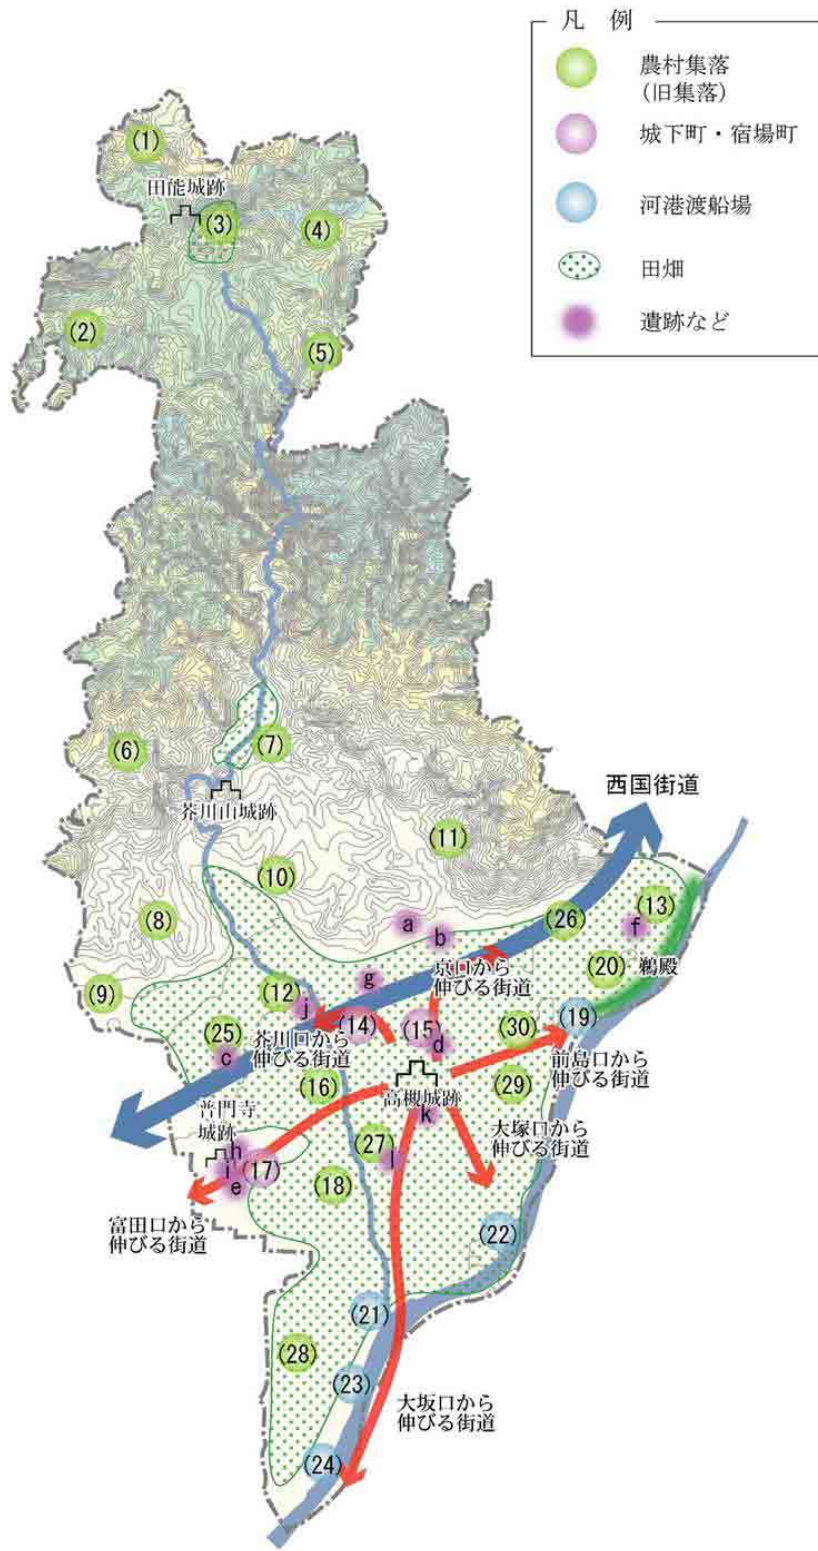 凡 例
農村集落
(旧集落)
城下町・宿場町
河港渡船場
田畑
遺跡など
(1)
田能城跡
(3)
(4)
(2)
(5)
(6)
(7)
芥川山城跡
(11)
西国街道
(10)
(8)
(13)
(26)
a
b
f
(20)
鵜殿
(9)
g
京口から
伸びる街道
(12)
j
(14)
(15)
(30)
(19)
(25)
c
芥川口から
伸びる街道
d
前島口から
伸びる街道
(16)
高槻城跡
(29)
k
普門寺
城跡
大塚口から
伸びる街道
h
i
e
(17)
(27)
l
(18)
富田口から
伸びる街道
(22)
(21)
(28)
(23)
大坂口から
伸びる街道
(24)